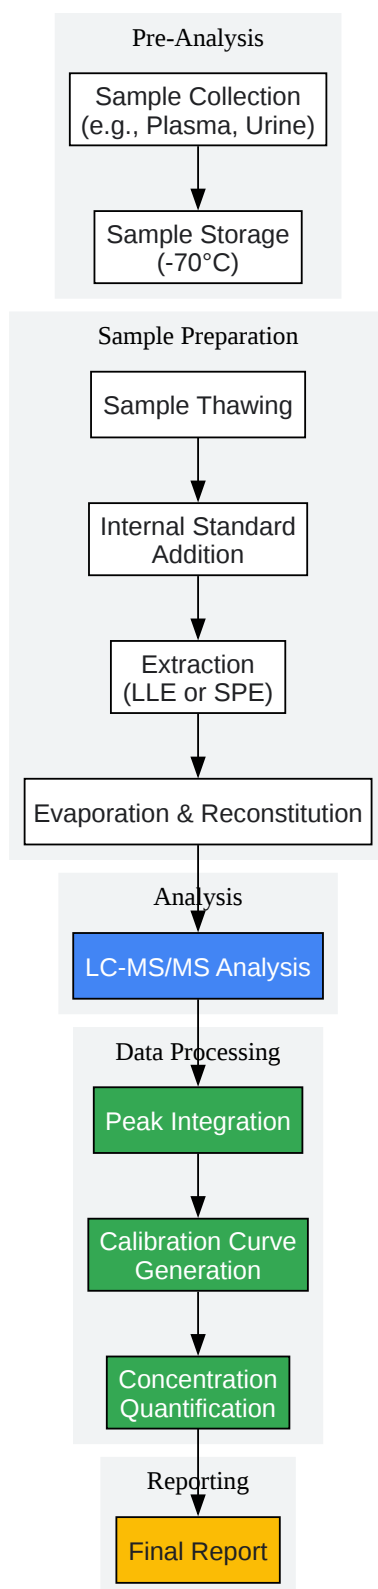 Pre-Analysis
Sample Collection
(e.g., Plasma, Urine)
Sample Storage
(-70°C)
Sample Preparation
Sample Thawing
Internal Standard
Addition
Extraction
(LLE or SPE)
Evaporation & Reconstitution
Analysis
LC-MS/MS Analysis
Data Processing
Peak Integration
Calibration Curve
Generation
Concentration
Quantification
Reporting
Final Report